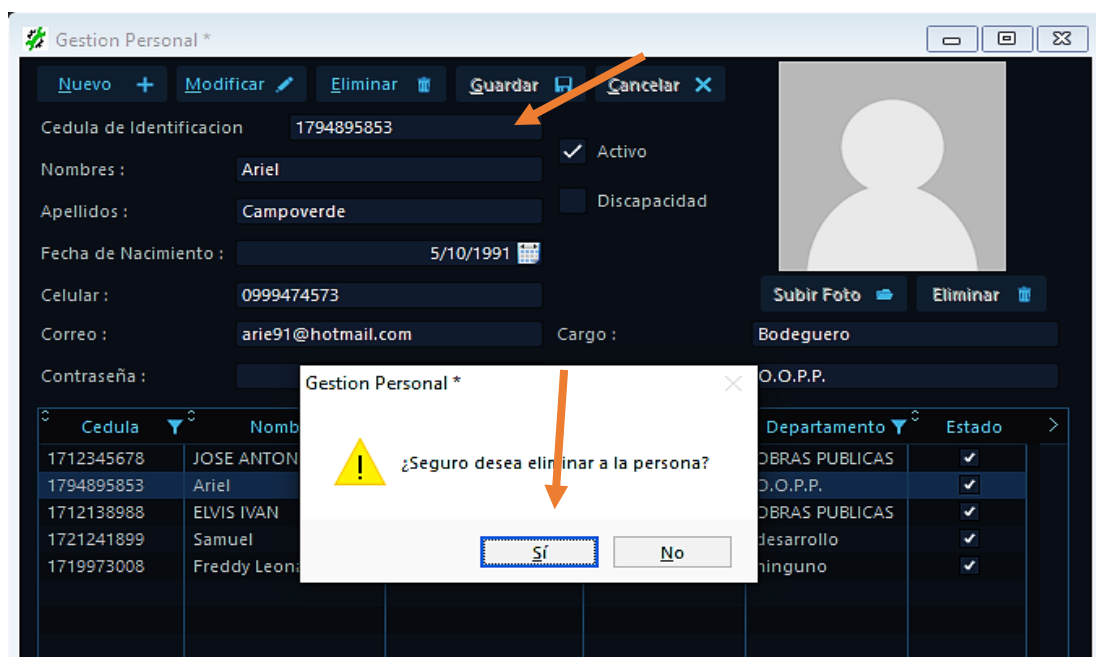 Gestion Personal *
Nuevo Modificar Eliminar Guardar Cancelar
Cedula de Identificacion 1794895853
Activo
Nombres : Ariel
Discapacidad
Apellidos : Campoverde
Fecha de Nacimiento : 5/10/1991
Celular : 0999474573
Subir Foto Eliminar
Correo : arie91@hotmail.com Cargo : Bodeguero
Contraseña : O.O.P.P.
Gestion Personal *
¿Seguro desea eliminar a la persona?
Sí No
Cedula Nomb Departamento Estado
1712345678 JOSE ANTON OBRAS PUBLICAS
1794895853 Ariel O.O.P.P.
1712138988 ELVIS IVAN OBRAS PUBLICAS
1721241899 Samuel desarrollo
1719973008 Freddy Leona ninguno